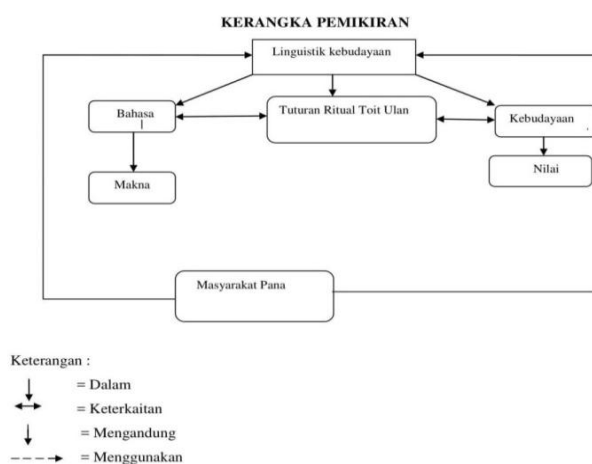 KERANGKA PEMIKIRAN
Linguistik kebudayaan
Bahasa
Tuturan Ritual Toit Ulan
Kebudayaan
Makna
Nilai
Masyarakat Pana
Keterangan :
= Dalam
= Keterkaitan
= Mengandung
= Menggunakan